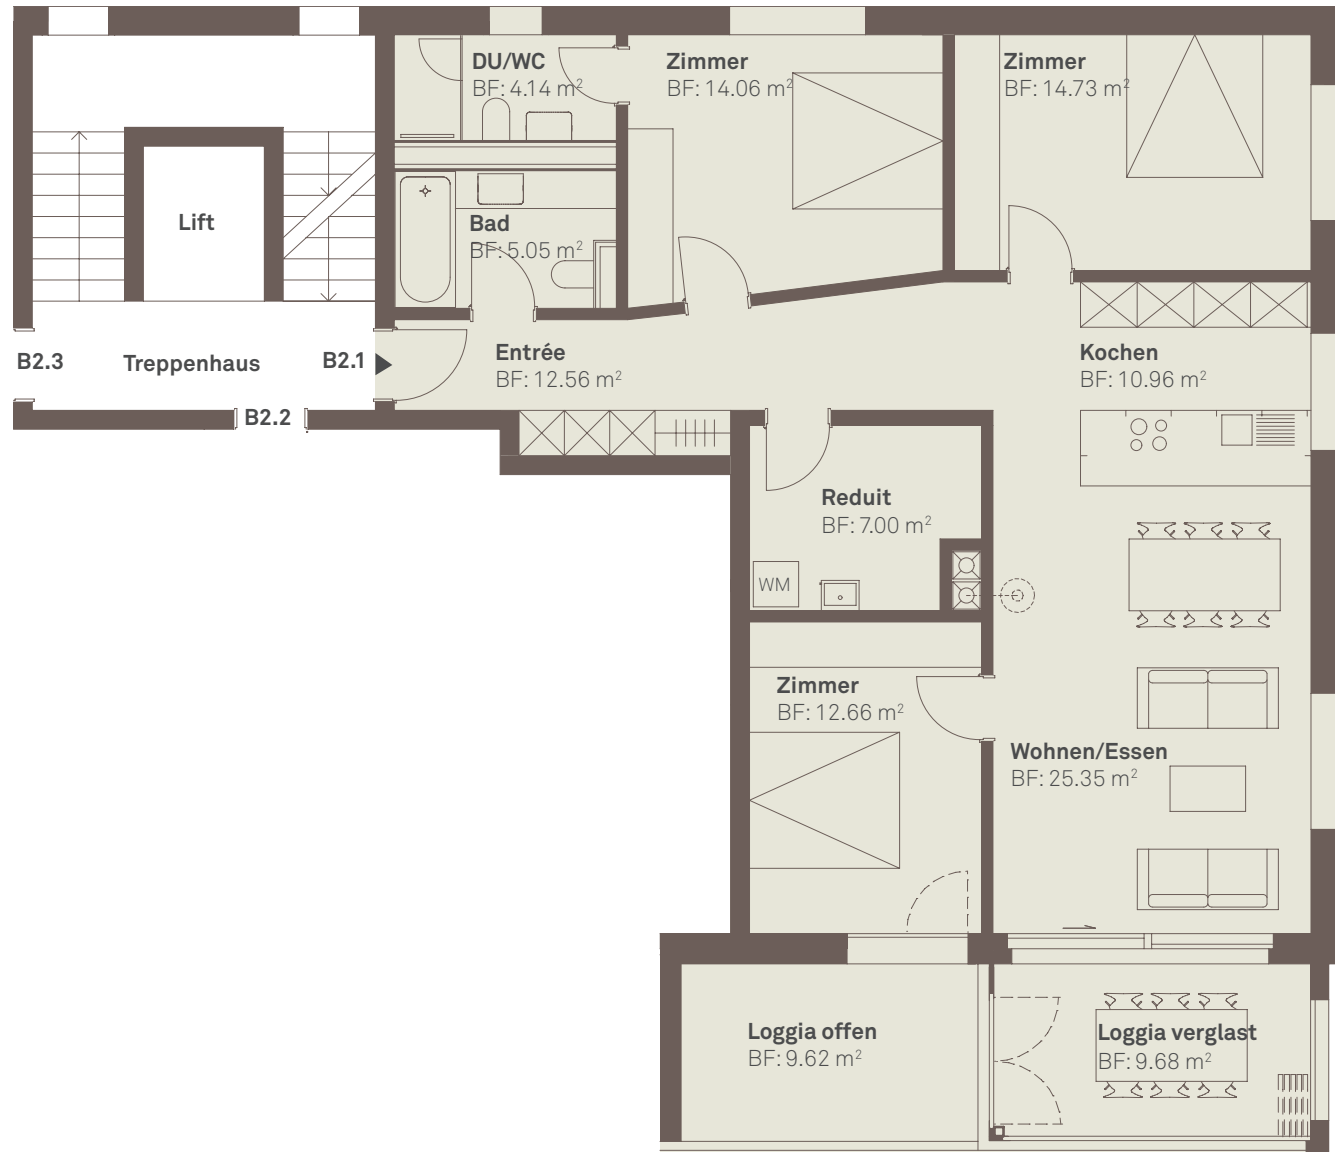 DU/WC
BF: 4.14 m²
Zimmer
BF: 14.06 m²
Zimmer
BF: 14.73 m²
Lift
Bad
BF: 5.05 m²
B2.3
Treppenhaus
B2.1
B2.2
Entrée
BF: 12.56 m²
Kochen
BF: 10.96 m²
Reduit
BF: 7.00 m²
WM
Zimmer
BF: 12.66 m²
Wohnen/Essen
BF: 25.35 m²
Loggia offen
BF: 9.62 m²
Loggia verglast
BF: 9.68 m²